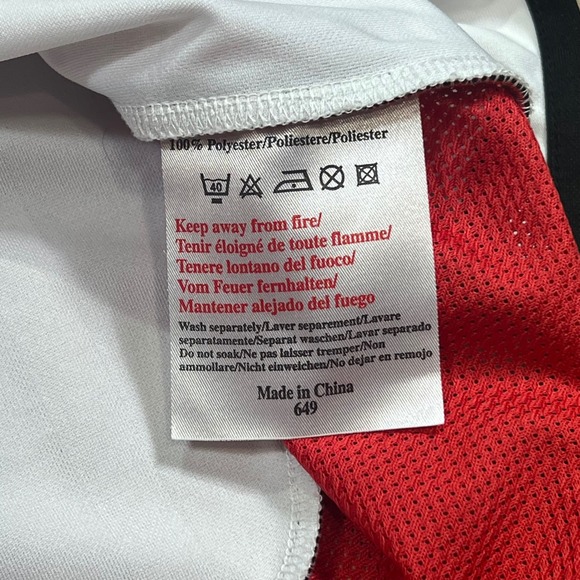 100% Polyester/Poliestere/Poliester
40
Keep away from fire/
Tenir éloigné de toute flamme/
Tenere lontano del fuoco/
Vom Feuer fernhalten/
Mantener alejado del fuego
Wash separately/Laver separement/Lavare
separatamente/Separat waschen/Lavar separado
Do not soak/Ne pas laisser tremper/Non
ammollare/Nicht einweichen/No dejar en remojo
Made in China
649